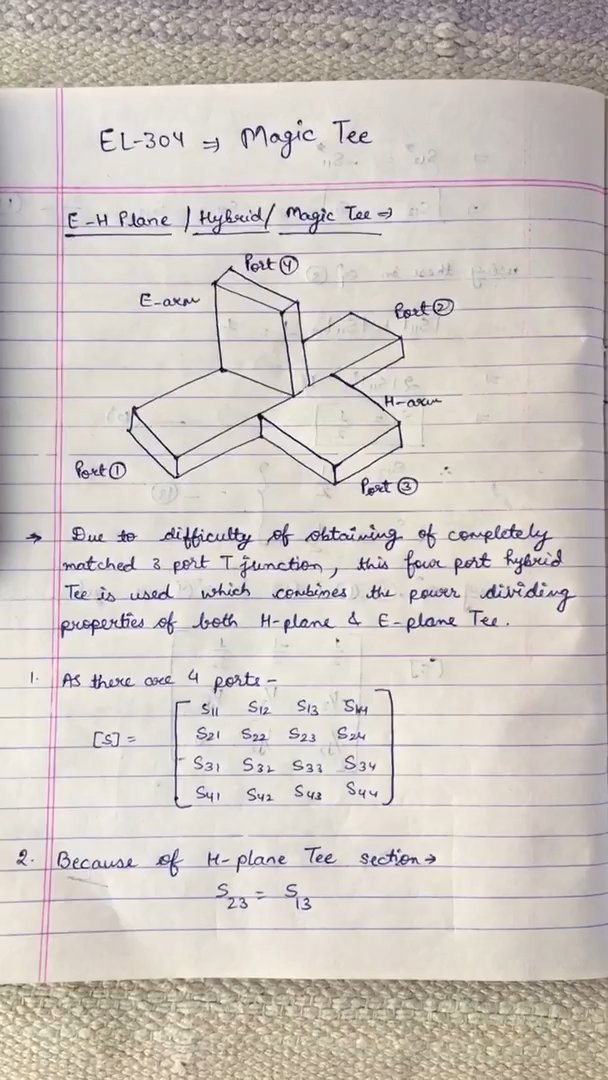 EL-304 ⇒ Magic Tee
E-H Plane / Hybrid / Magic Tee ⇒
Port ④
E-arm
Port ②
H-arm
Port ①
Port ③
→ Due to difficulty of obtaining of completely
matched 3 port T junction, this four port hybrid
Tee is used which combines the power dividing
properties of both H-plane & E-plane Tee.
1. As there are 4 ports -
S11 S12 S13 S14
[S] = S21 S22 S23 S24
S31 S32 S33 S34
S41 S42 S43 S44
2. Because of H-plane Tee section →
S23 = S13